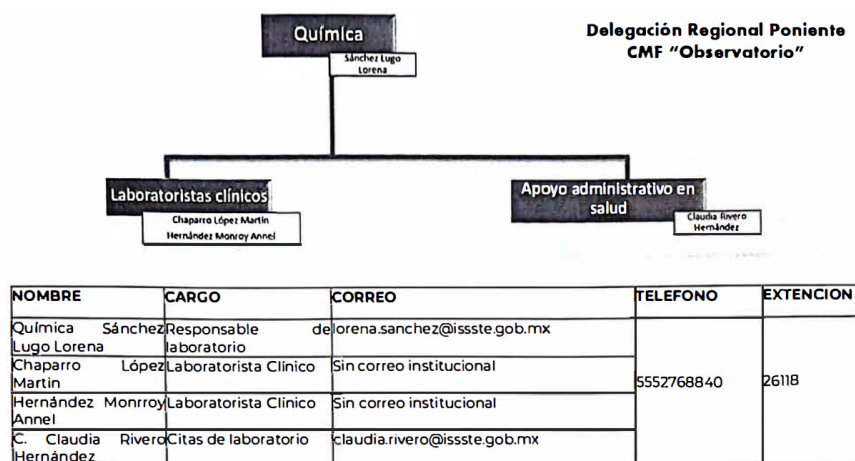 Química
Sánchez Lugo
Lorena
Delegación Regional Poniente
CMF “Observatorio”
Laboratoristas clínicos
Chaparro López Martin
Hernández Monroy Annel
Apoyo administrativo en
salud
Claudia Rivero
Hernández
NOMBRE CARGO CORREO TELEFONO EXTENCION
Química Sánchez Responsable de lorena.sanchez@issste.gob.mx
Lugo Lorena laboratorio
Chaparro López Laboratorista Clínico Sin correo institucional
Martin
5552768840 26118
Hernández Monrroy Laboratorista Clínico Sin correo institucional
Annel
C. Claudia Rivero Citas de laboratorio claudia.rivero@issste.gob.mx
Hernández